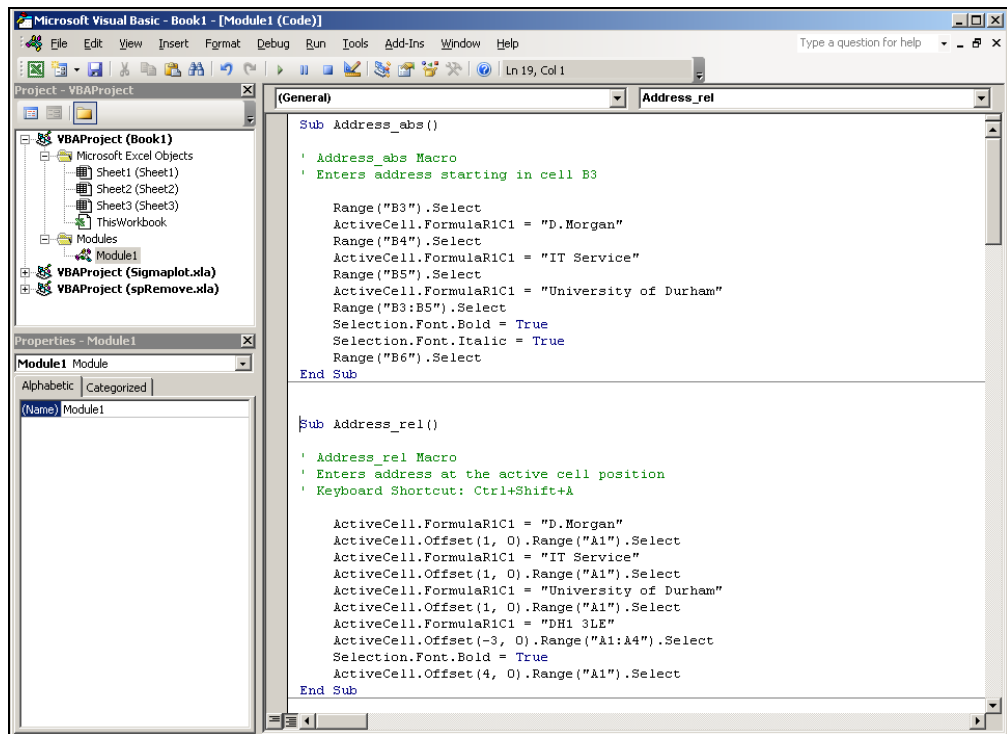 Microsoft Visual Basic - Book1 - [Module1 (Code)]
File Edit View Insert Format Debug Run Tools Add-Ins Window Help
Type a question for help
Ln 19, Col 1
Project - VBAProject
VBAProject (Book1)
Microsoft Excel Objects
Sheet1 (Sheet1)
Sheet2 (Sheet2)
Sheet3 (Sheet3)
ThisWorkbook
Modules
Module1
VBAProject (Sigmaplot.xla)
VBAProject (spRemove.xla)
Properties - Module1
Module1 Module
Alphabetic Categorized
(Name) Module1
(General) Address_rel
Sub Address_abs()
' Address_abs Macro
' Enters address starting in cell B3
Range("B3").Select
ActiveCell.FormulaR1C1 = "D.Morgan"
Range("B4").Select
ActiveCell.FormulaR1C1 = "IT Service"
Range("B5").Select
ActiveCell.FormulaR1C1 = "University of Durham"
Range("B3:B5").Select
Selection.Font.Bold = True
Selection.Font.Italic = True
Range("B6").Select
End Sub
Sub Address_rel()
' Address_rel Macro
' Enters address at the active cell position
' Keyboard Shortcut: Ctrl+Shift+A
ActiveCell.FormulaR1C1 = "D.Morgan"
ActiveCell.Offset(1, 0).Range("A1").Select
ActiveCell.FormulaR1C1 = "IT Service"
ActiveCell.Offset(1, 0).Range("A1").Select
ActiveCell.FormulaR1C1 = "University of Durham"
ActiveCell.Offset(1, 0).Range("A1").Select
ActiveCell.FormulaR1C1 = "DH1 3LE"
ActiveCell.Offset(-3, 0).Range("A1:A4").Select
Selection.Font.Bold = True
ActiveCell.Offset(4, 0).Range("A1").Select
End Sub